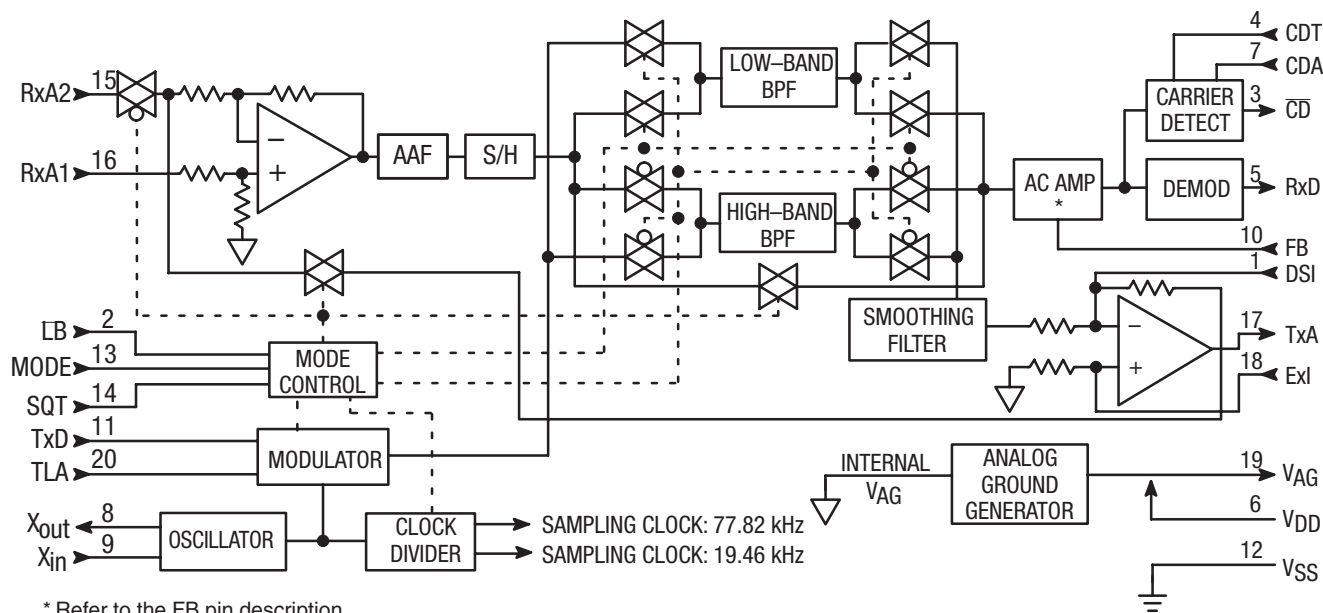 4
CDT
7
CDA
3
CD
15
RxA2
LOW–BAND
BPF
CARRIER
DETECT
16
RxA1
–
+
AAF
S/H
AC AMP
*
DEMOD
5
RxD
HIGH–BAND
BPF
10
FB
1
DSI
2
LB
13
MODE
14
SQT
MODE
CONTROL
SMOOTHING
FILTER
–
+
17
TxA
18
ExI
11
TxD
20
TLA
MODULATOR
INTERNAL
VAG
ANALOG
GROUND
GENERATOR
19
VAG
6
VDD
8
Xout
9
Xin
OSCILLATOR
CLOCK
DIVIDER
SAMPLING CLOCK: 77.82 kHz
SAMPLING CLOCK: 19.46 kHz
12
VSS
* Refer to the FB pin description